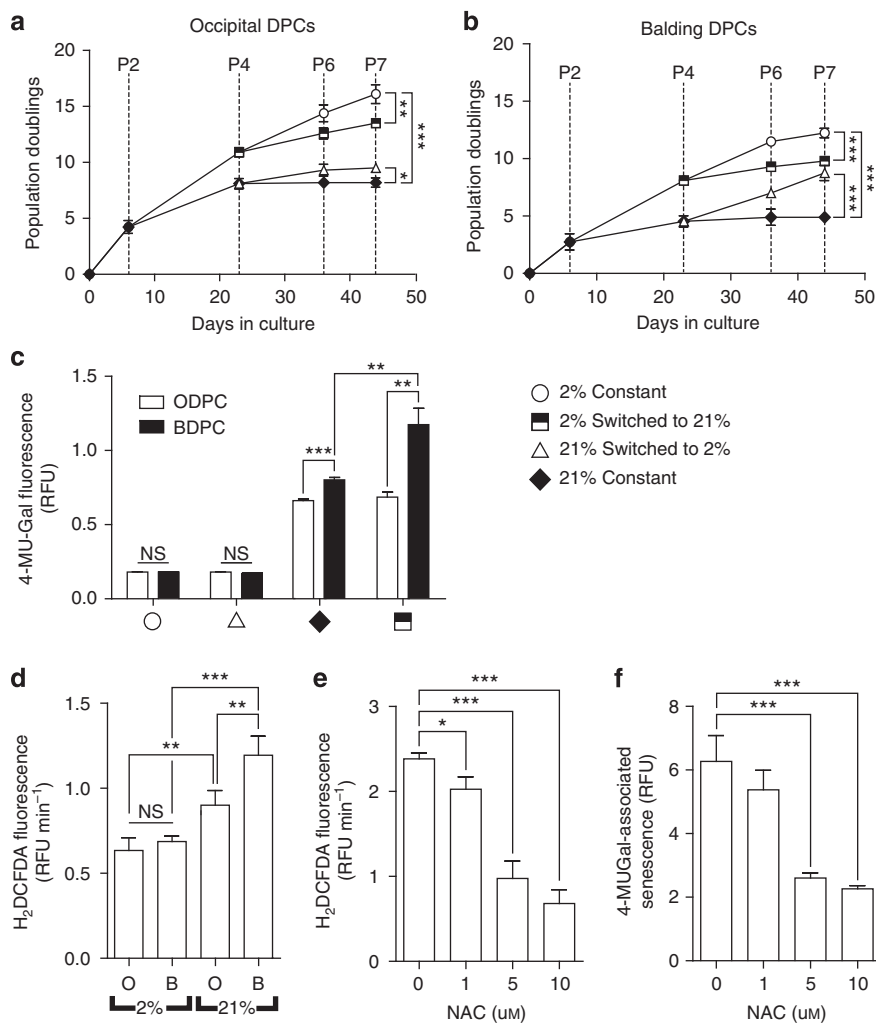 a
Occipital DPCs
20
15
10
5
0
Population doublings
P2 P4 P6 P7
** *** *
0 10 20 30 40 50
Days in culture
b
Balding DPCs
20
15
10
5
0
Population doublings
P2 P4 P6 P7
*** *** ***
0 10 20 30 40 50
Days in culture
c
1.5
1.0
0.5
0.0
4-MU-Gal fluorescence
(RFU)
ODPC
BDPC
NS NS *** ** **
2% Constant
2% Switched to 21%
21% Switched to 2%
21% Constant
d
1.5
1.0
0.5
0.0
H₂DCFDA fluorescence
(RFU min⁻¹)
***
**
**
NS
O B O B
2% 21%
e
3
2
1
0
H₂DCFDA fluorescence
(RFU min⁻¹)
***
***
*
0 1 5 10
NAC (uM)
f
8
6
4
2
0
4-MUGal-associated
senescence (RFU)
***
***
0 1 5 10
NAC (uM)